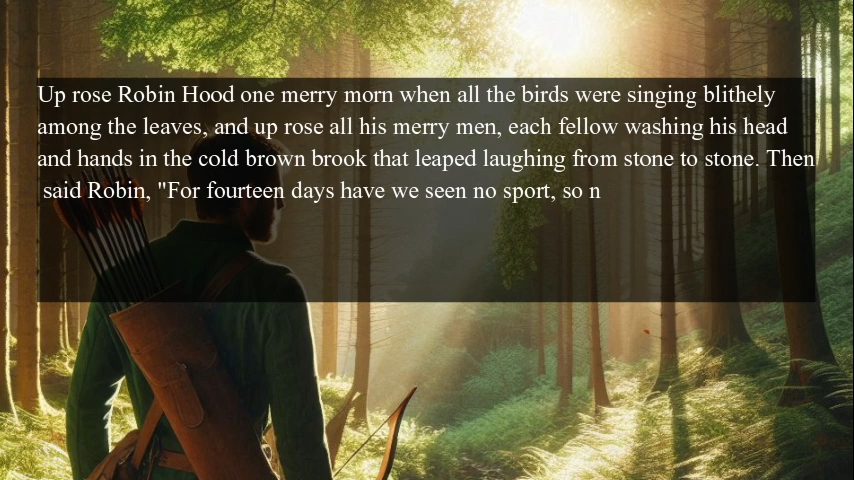 Up rose Robin Hood one merry morn when all the birds were singing blithely
among the leaves, and up rose all his merry men, each fellow washing his head
and hands in the cold brown brook that leaped laughing from stone to stone. Then
said Robin, "For fourteen days have we seen no sport, so n